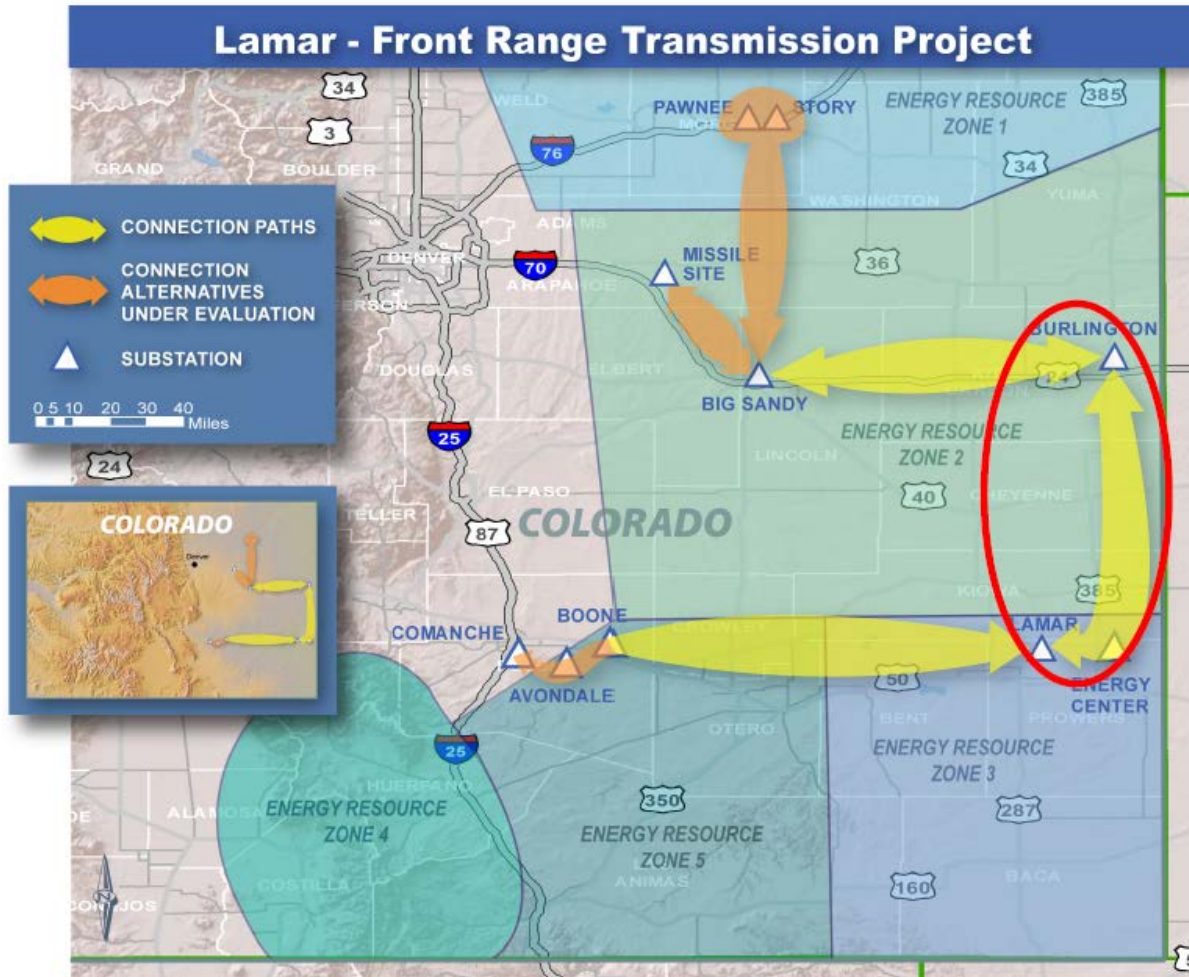 Lamar - Front Range Transmission Project
34
WELD
PAWNEE
STORY
ENERGY RESOURCE
ZONE 1
385
3
76
34
GRAND
BOULDER
WASHINGTON
YUMA
CONNECTION PATHS
CONNECTION
ALTERNATIVES
UNDER EVALUATION
SUBSTATION
0 5 10 20 30 40
Miles
ADAMS
MISSILE
SITE
DENVER
70
36
ARAPAHOE
BURLINGTON
DOUGLAS
ELBERT
BIG SANDY
25
ENERGY RESOURCE
ZONE 2
LINCOLN
24
EL PASO
40
CHEYENNE
TELLER
87
COLORADO
COLORADO
Denver
KIOWA
385
BOONE
CROWLEY
LAMAR
COMANCHE
AVONDALE
50
ENERGY
CENTER
OTERO
BENT
PROWERS
25
ENERGY RESOURCE
ZONE 3
HUERFANO
350
287
ALAMOSA
ENERGY RESOURCE
ZONE 4
ENERGY RESOURCE
ZONE 5
COSTILLA
ANIMAS
160
BACA